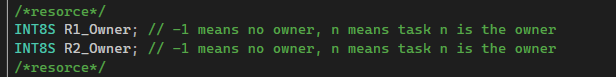 /*resorce*/
INT8S R1_Owner; // -1 means no owner, n means task n is the owner
INT8S R2_Owner; // -1 means no owner, n means task n is the owner
/*resorce*/